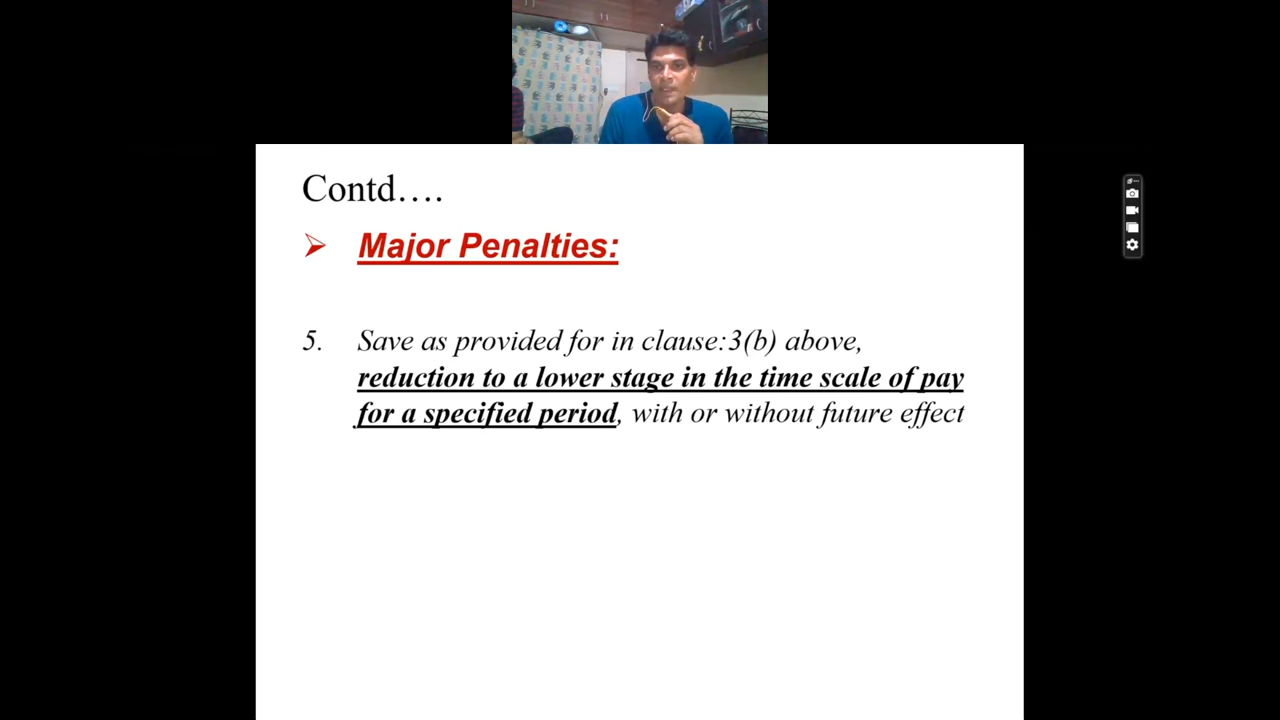 Contd….
Major Penalties:
5. Save as provided for in clause:3(b) above,
reduction to a lower stage in the time scale of pay
for a specified period, with or without future effect